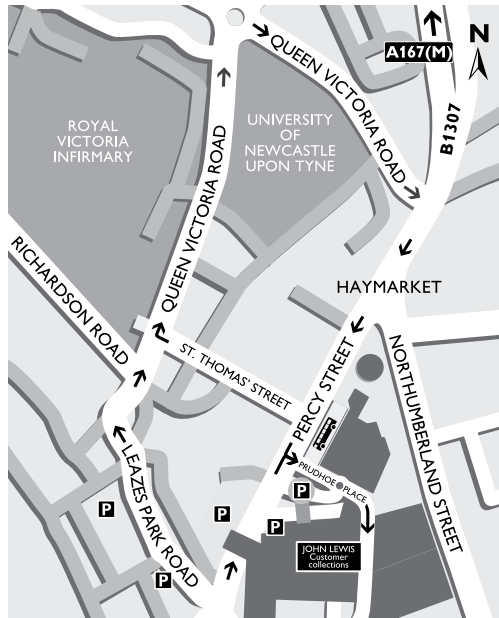 N
A167(M)
B1307
QUEEN VICTORIA ROAD
ROYAL
VICTORIA
INFIRMARY
UNIVERSITY
OF
NEWCASTLE
UPON TYNE
QUEEN VICTORIA ROAD
RICHARDSON ROAD
HAYMARKET
ST. THOMAS' STREET
PERCY STREET
NORTHUMBERLAND STREET
LEAZES PARK ROAD
PRUDHOE PLACE
P
P
P
P
P
JOHN LEWIS
Customer
collections